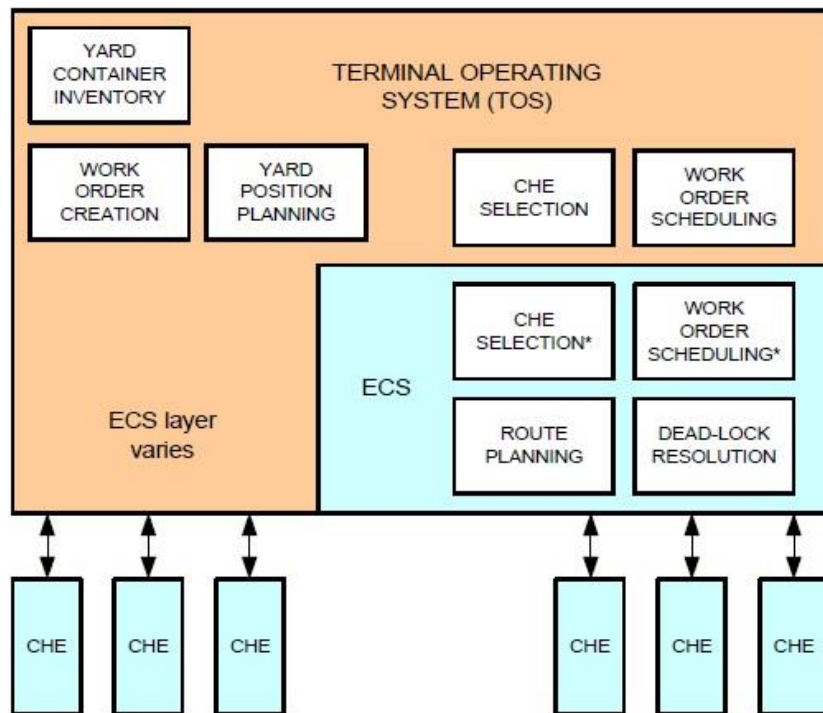 YARD
CONTAINER
INVENTORY
TERMINAL OPERATING
SYSTEM (TOS)
WORK
ORDER
CREATION
YARD
POSITION
PLANNING
CHE
SELECTION
WORK
ORDER
SCHEDULING
CHE
SELECTION*
WORK
ORDER
SCHEDULING*
ECS
ECS layer
varies
ROUTE
PLANNING
DEAD-LOCK
RESOLUTION
CHE
CHE
CHE
CHE
CHE
CHE